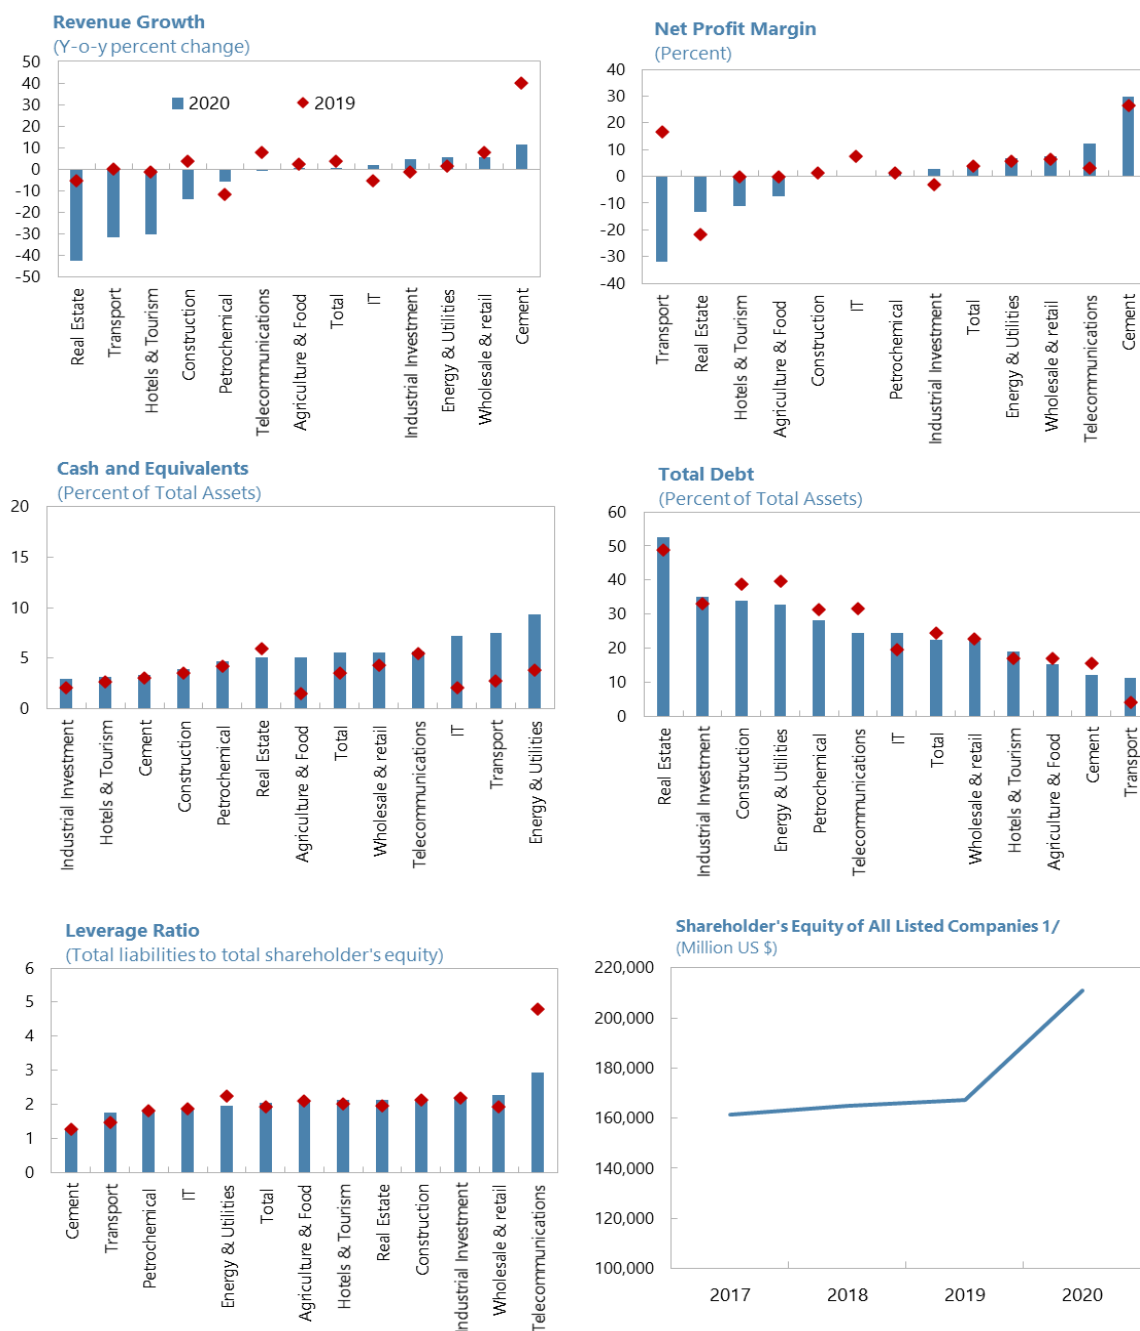 Revenue Growth
(Y-o-y percent change)
50
40
30
20
10
0
-10
-20
-30
-40
-50
2020
2019
Real Estate
Transport
Hotels & Tourism
Construction
Petrochemical
Telecommunications
Agriculture & Food
Total
IT
Industrial Investment
Energy & Utilities
Wholesale & retail
Cement
Net Profit Margin
(Percent)
40
30
20
10
0
-10
-20
-30
-40
Transport
Real Estate
Hotels & Tourism
Agriculture & Food
Construction
IT
Petrochemical
Industrial Investment
Total
Energy & Utilities
Wholesale & retail
Telecommunications
Cement
Cash and Equivalents
(Percent of Total Assets)
20
15
10
5
0
Industrial Investment
Hotels & Tourism
Cement
Construction
Petrochemical
Real Estate
Agriculture & Food
Total
Wholesale & retail
Telecommunications
IT
Transport
Energy & Utilities
Total Debt
(Percent of Total Assets)
60
50
40
30
20
10
0
Real Estate
Industrial Investment
Construction
Energy & Utilities
Petrochemical
Telecommunications
IT
Total
Wholesale & retail
Hotels & Tourism
Agriculture & Food
Cement
Transport
Leverage Ratio
(Total liabilities to total shareholder's equity)
6
5
4
3
2
1
0
Cement
Transport
Petrochemical
IT
Energy & Utilities
Total
Agriculture & Food
Hotels & Tourism
Real Estate
Construction
Industrial Investment
Wholesale & retail
Telecommunications
Shareholder's Equity of All Listed Companies 1/
(Million US $)
220,000
200,000
180,000
160,000
140,000
120,000
100,000
2017
2018
2019
2020